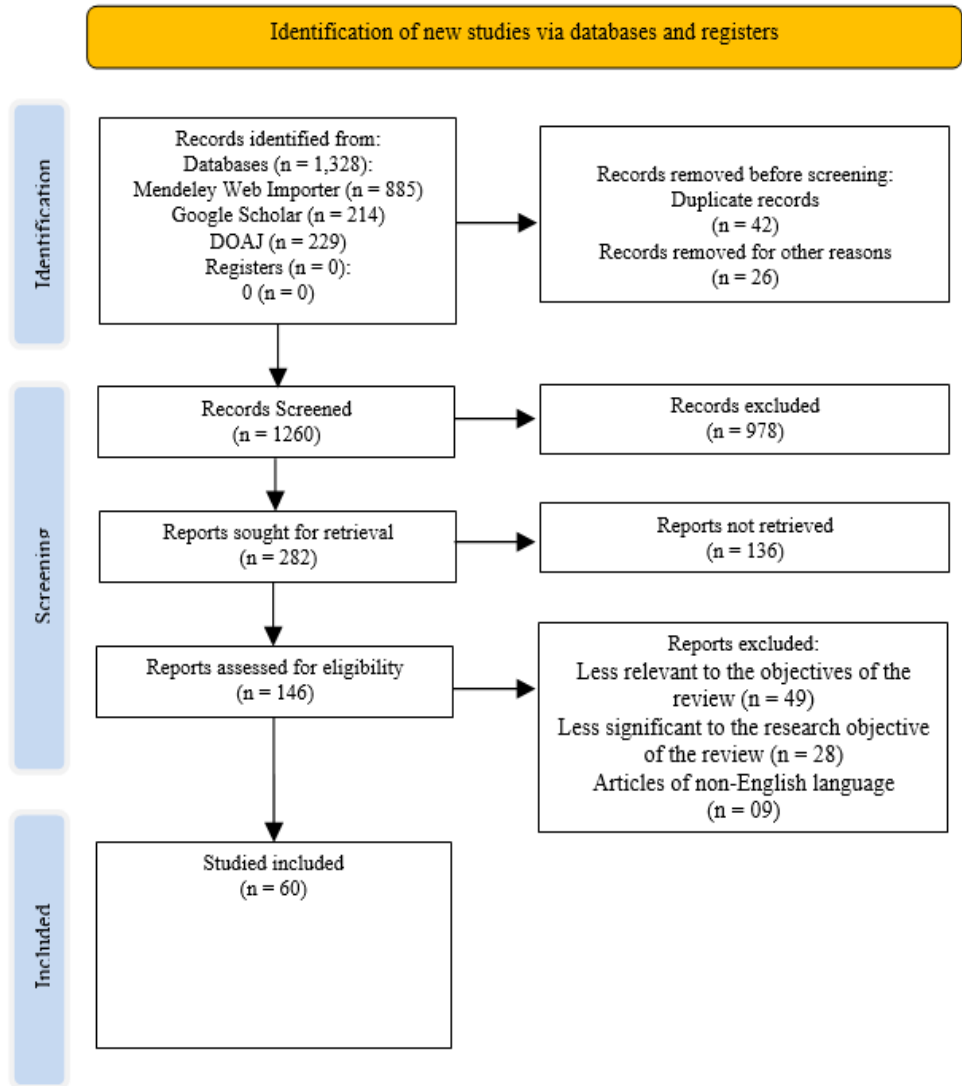 Identification of new studies via databases and registers
Identification
Records identified from:
Databases (n = 1,328):
Mendeley Web Importer (n = 885)
Google Scholar (n = 214)
DOAJ (n = 229)
Registers (n = 0):
0 (n = 0)
Records removed before screening:
Duplicate records
(n = 42)
Records removed for other reasons
(n = 26)
Screening
Records Screened
(n = 1260)
Records excluded
(n = 978)
Reports sought for retrieval
(n = 282)
Reports not retrieved
(n = 136)
Reports assessed for eligibility
(n = 146)
Reports excluded:
Less relevant to the objectives of the
review (n = 49)
Less significant to the research objective
of the review (n = 28)
Articles of non-English language
(n = 09)
Included
Studied included
(n = 60)